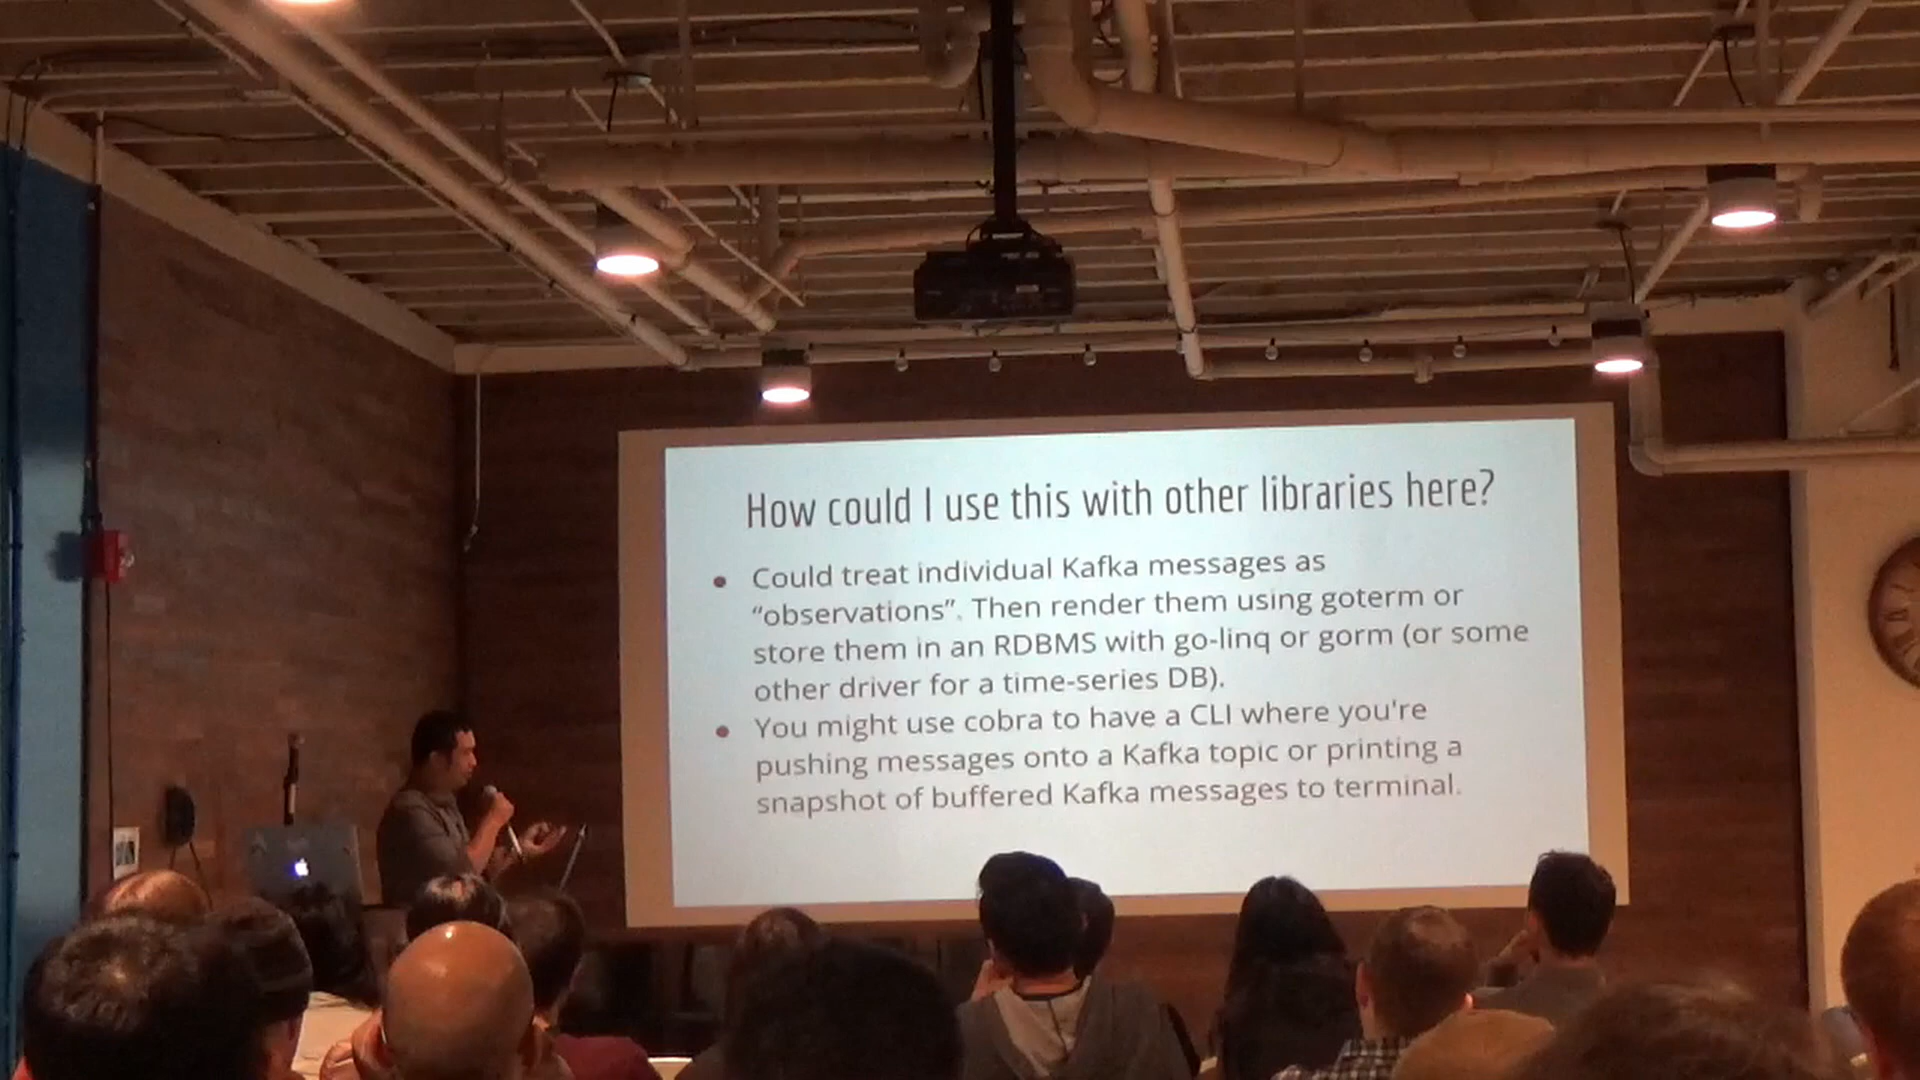 How could I use this with other libraries here?
● Could treat individual Kafka messages as
“observations”. Then render them using goterm or
store them in an RDBMS with go-linq or gorm (or some
other driver for a time-series DB).
● You might use cobra to have a CLI where you're
pushing messages onto a Kafka topic or printing a
snapshot of buffered Kafka messages to terminal.